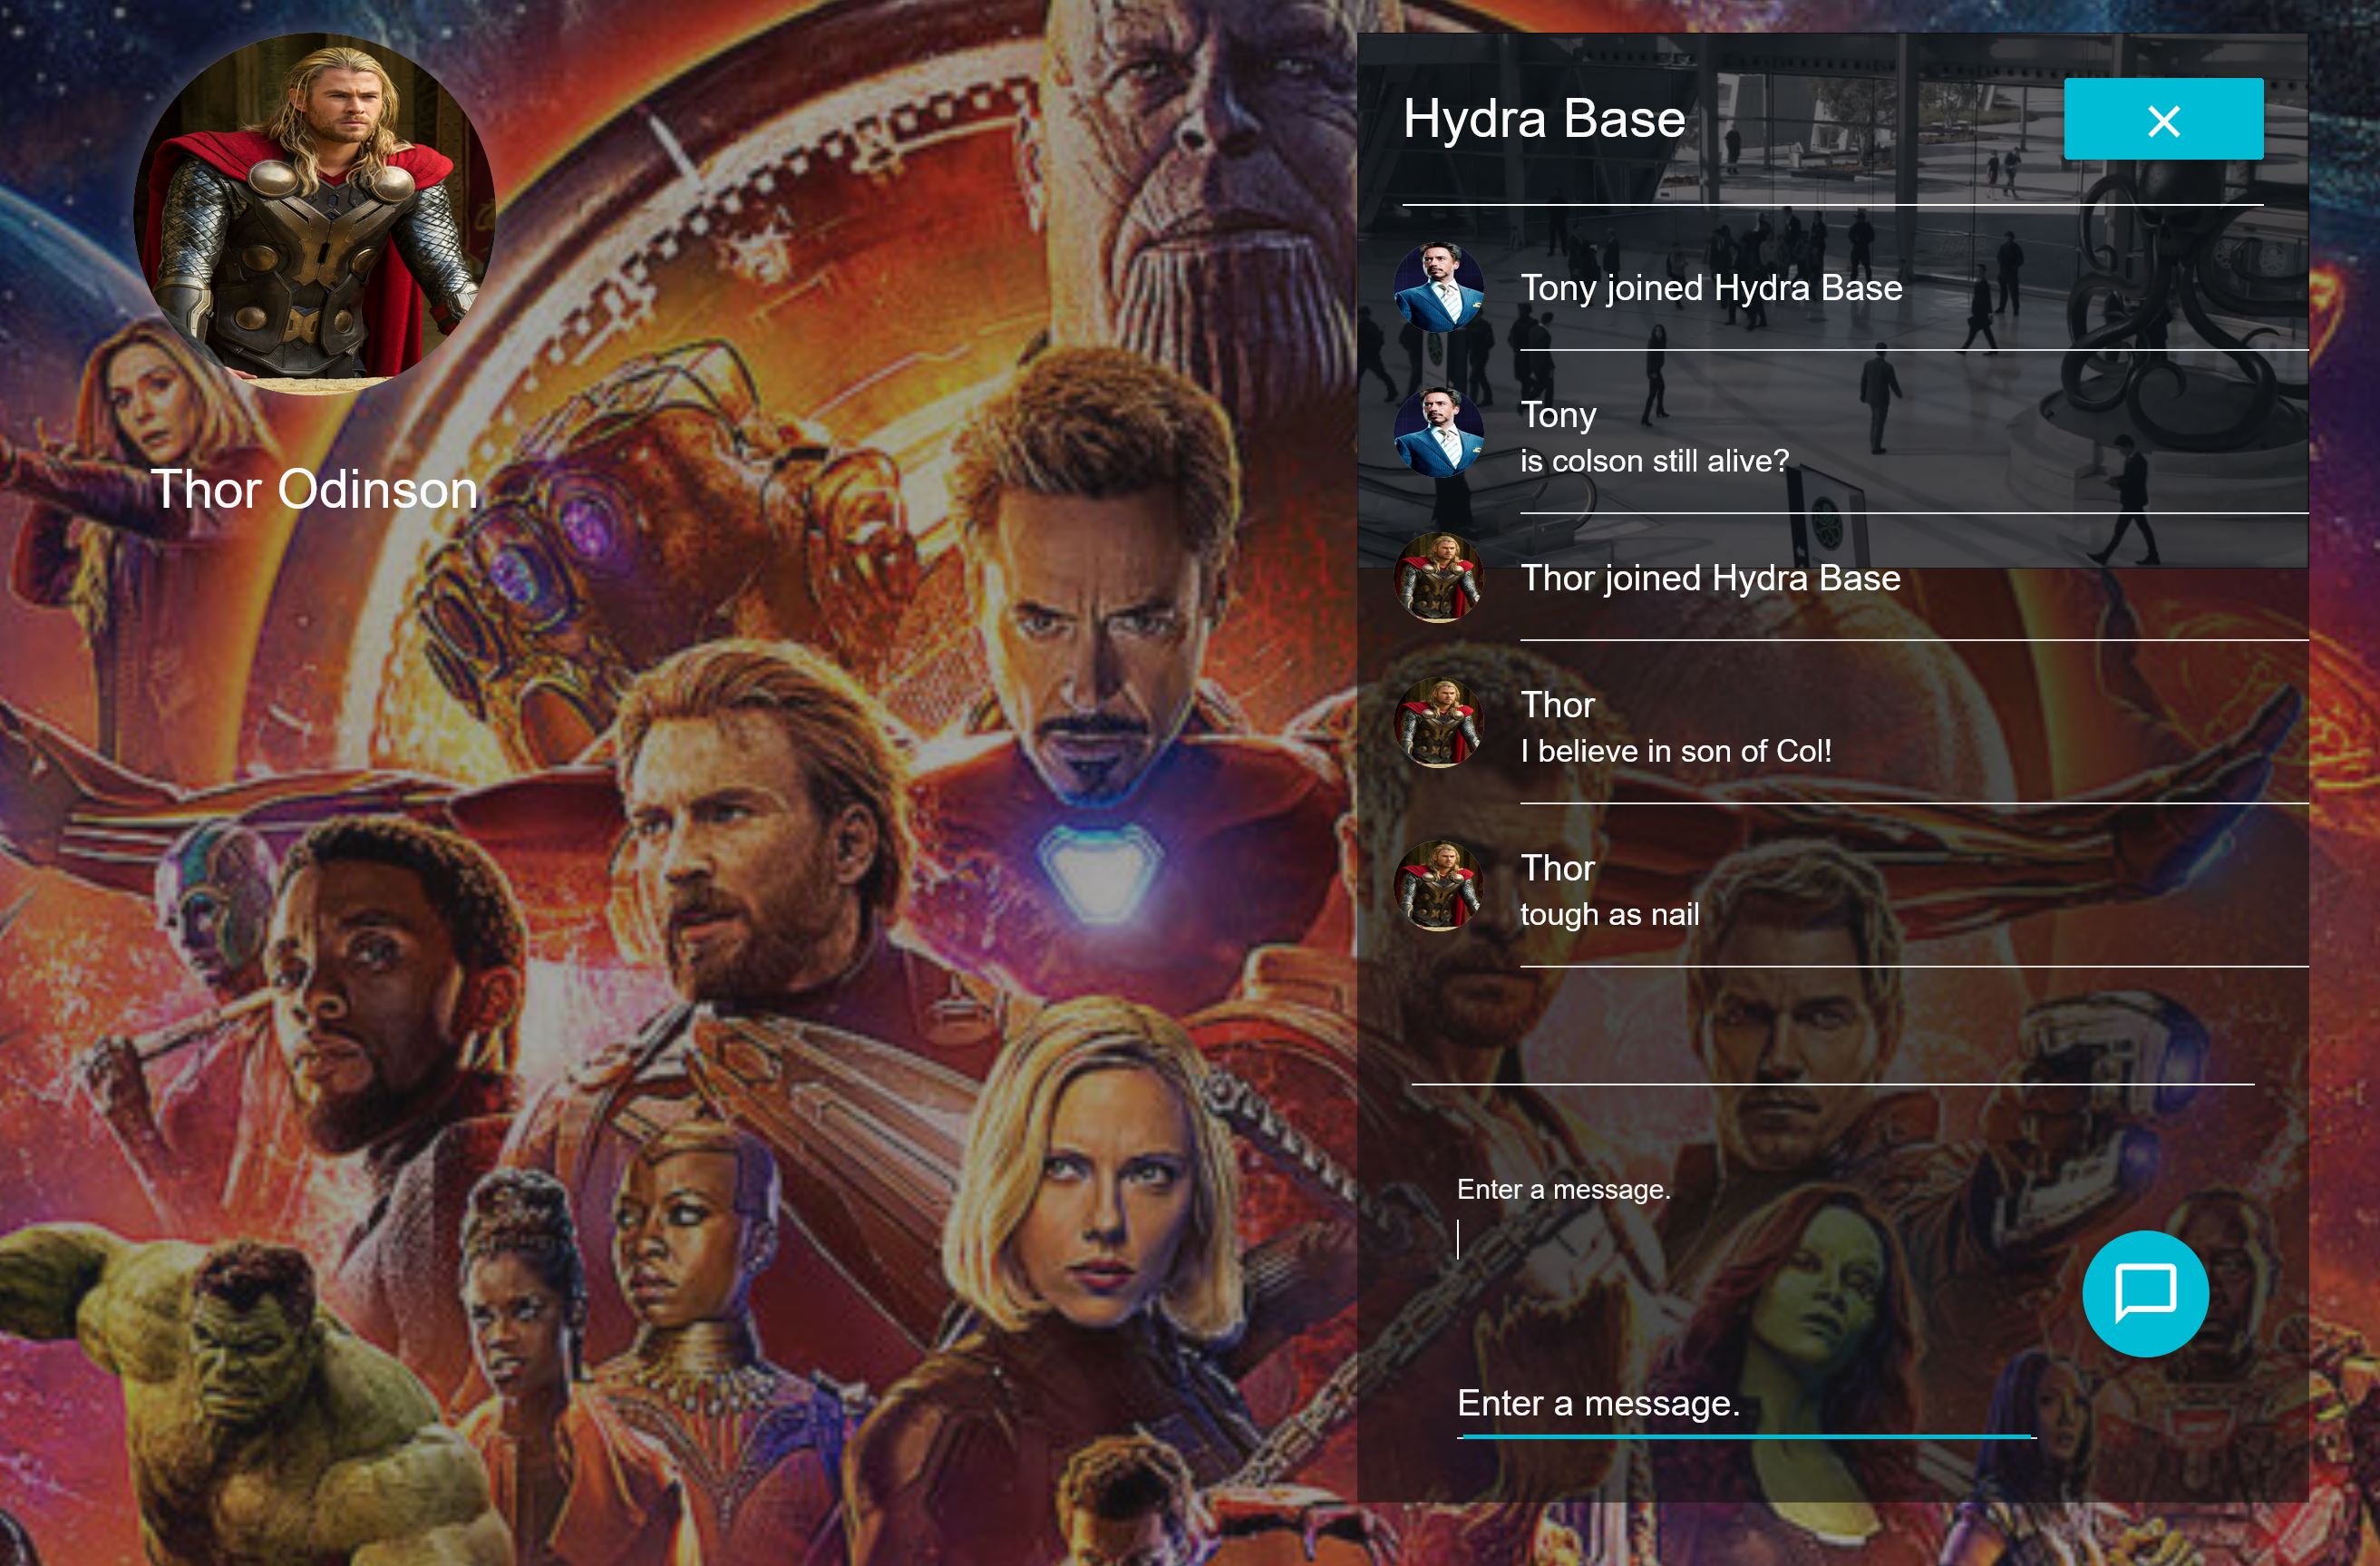 Thor Odinson
Hydra Base
Tony joined Hydra Base
Tony
is colson still alive?
Thor joined Hydra Base
Thor
I believe in son of Col!
Thor
tough as nail
Enter a message.
Enter a message.